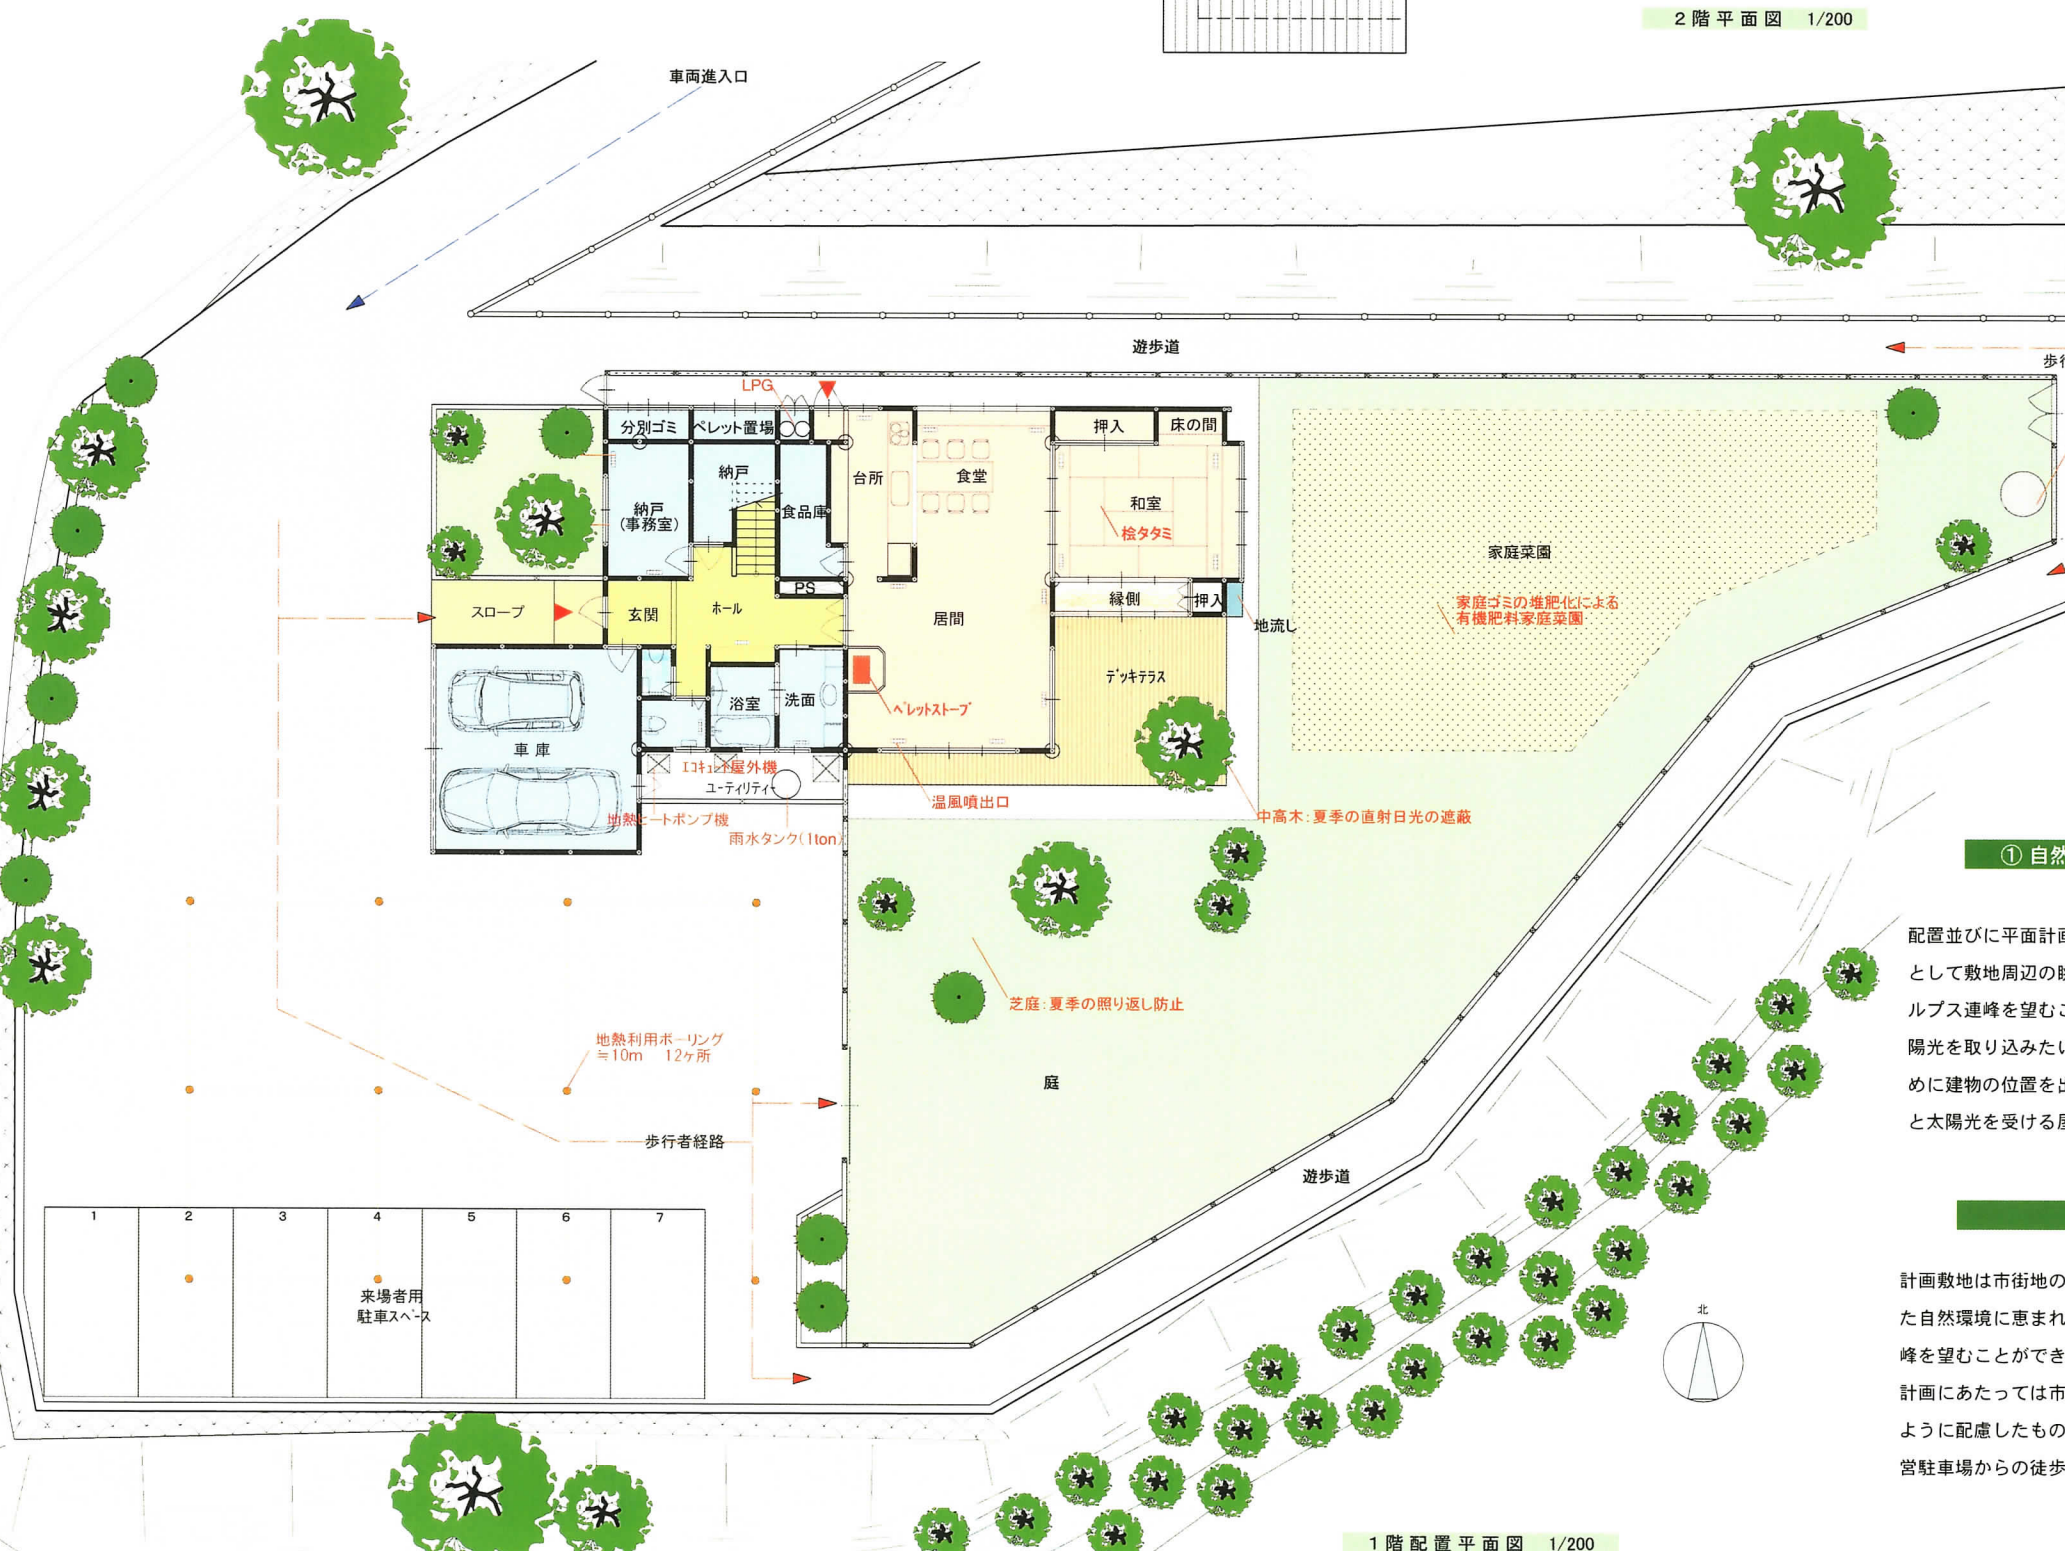 2階平面図 1/200
車両進入口
遊歩道
歩行
LPG
分別ゴミ
ペレット置場
押入
床の間
納戸
台所
食堂
納戸
(事務室)
食品庫
和室
桧タタミ
家庭菜園
PS
スロープ
玄関
ホール
居間
縁側
押入
地流し
家庭ゴミの堆肥化による
有機肥料家庭菜園
デッキテラス
浴室
洗面
ペレットストーブ
車庫
エコキュート屋外機
ユーティリティー
温風噴出口
地熱ヒートポンプ機
雨水タンク(1ton)
中高木:夏季の直射日光の遮蔽
① 自然
配置並びに平面計画
として敷地周辺の眺
ルプス連峰を望むこ
陽光を取り込みたい
めに建物の位置を出
と太陽光を受ける屋
芝庭:夏季の照り返し防止
地熱利用ボーリング
≒10m 12ヶ所
庭
歩行者経路
遊歩道
1 2 3 4 5 6 7
来場者用
駐車スペース
北
計画敷地は市街地の
た自然環境に恵まれ
峰を望むことができ
計画にあたっては市
ように配慮したもの
営駐車場からの徒歩
1階配置平面図 1/200